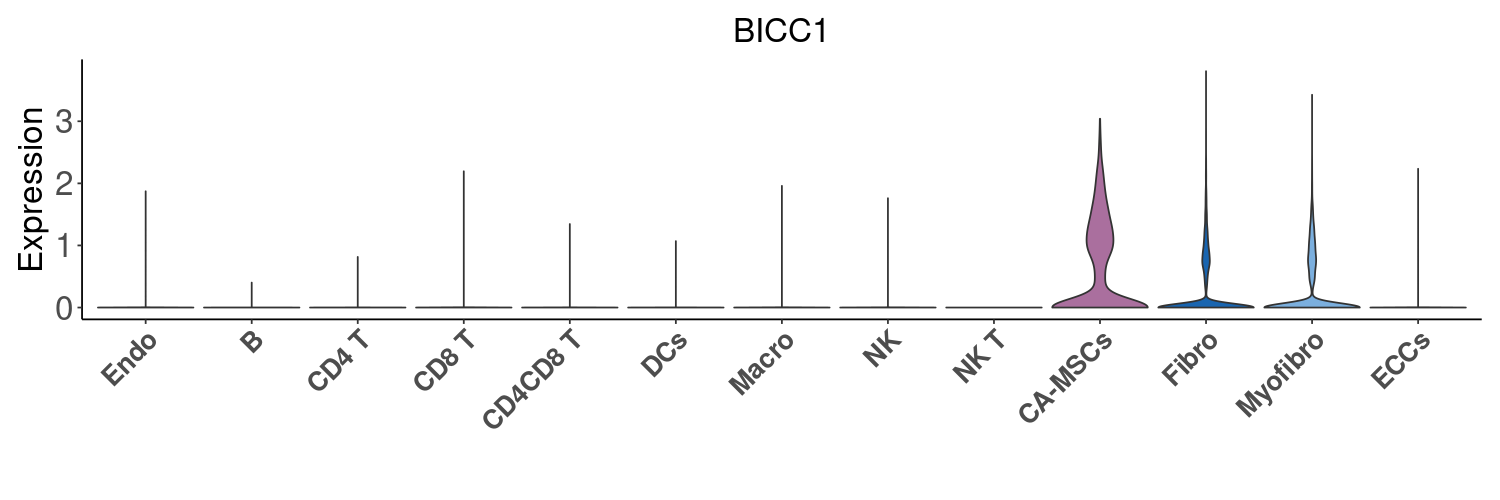 BICC1
Expression
3
2
1
0
Endo
B
CD4 T
CD8 T
CD4CD8 T
DCs
Macro
NK
NK T
CA-MSCs
Fibro
Myofibro
ECCs